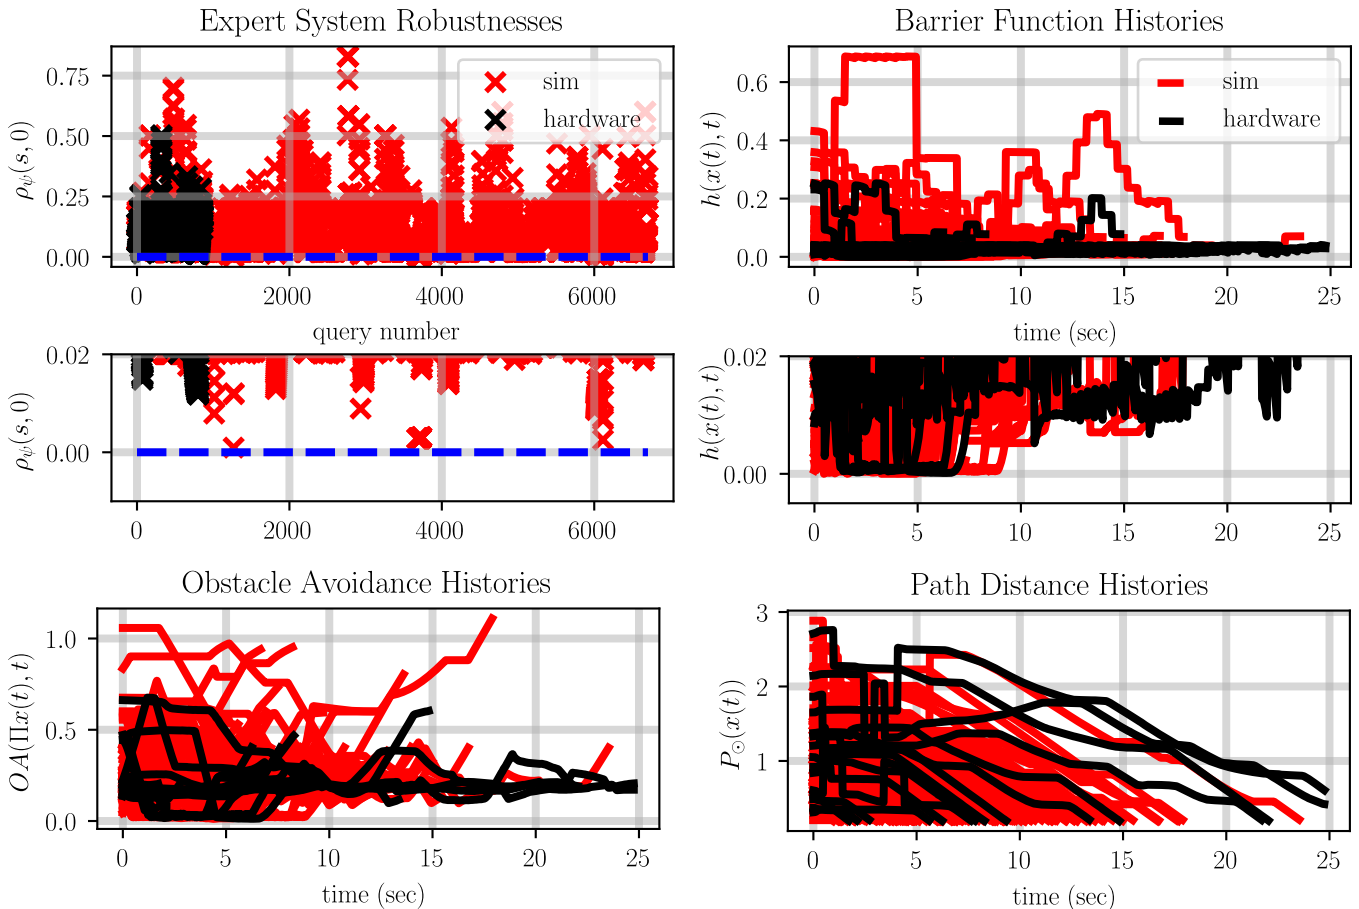 Expert System Robustnesses
ρ_ψ(s, 0)
0.75
0.50
0.25
0.00
sim
hardware
0 2000 4000 6000
query number
Barrier Function Histories
h(x(t), t)
0.6
0.4
0.2
0.0
sim
hardware
0 5 10 15 20 25
time (sec)
ρ_ψ(s, 0)
0.02
0.00
0 2000 4000 6000
h(x(t), t)
0.02
0.00
0 5 10 15 20 25
Obstacle Avoidance Histories
OA(Πx(t), t)
1.0
0.5
0.0
0 5 10 15 20 25
time (sec)
Path Distance Histories
P_⊙(x(t))
3
2
1
0 5 10 15 20 25
time (sec)